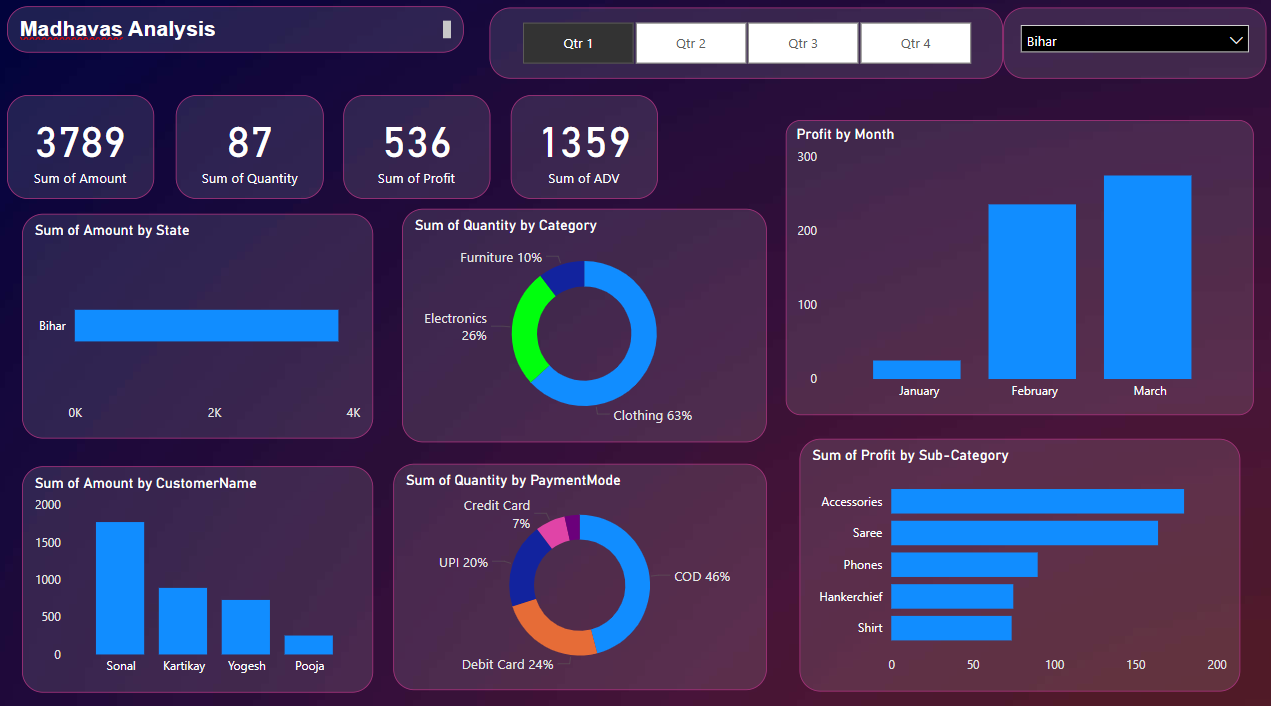 Madhavas Analysis
Qtr 1
Qtr 2
Qtr 3
Qtr 4
Bihar
3789
Sum of Amount
87
Sum of Quantity
536
Sum of Profit
1359
Sum of ADV
Profit by Month
300
200
100
0
January
February
March
Sum of Amount by State
Bihar
0K
2K
4K
Sum of Quantity by Category
Furniture 10%
Electronics
26%
Clothing 63%
Sum of Amount by CustomerName
2000
1500
1000
500
0
Sonal
Kartikay
Yogesh
Pooja
Sum of Quantity by PaymentMode
Credit Card
7%
UPI 20%
COD 46%
Debit Card 24%
Sum of Profit by Sub-Category
Accessories
Saree
Phones
Hankerchief
Shirt
0
50
100
150
200